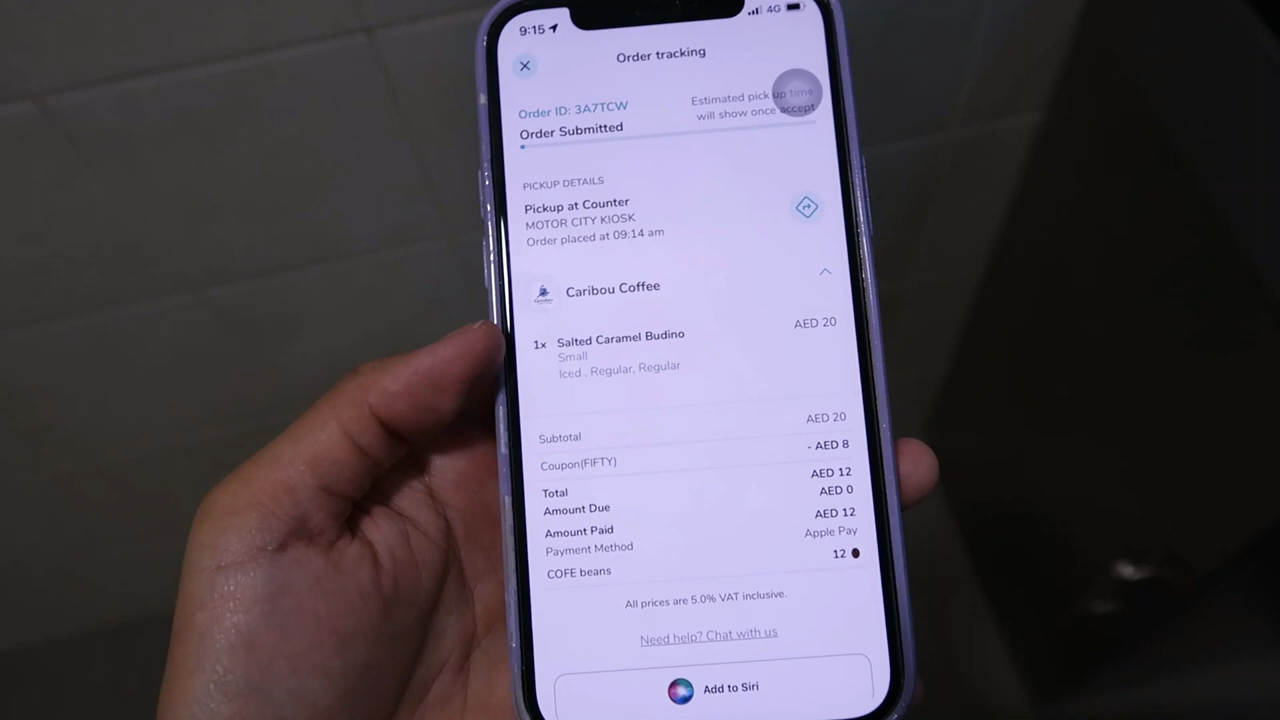 9:15
4G
Order tracking
Order ID: 3A7TCW
Order Submitted
Estimated pick up time
will show once accept
PICKUP DETAILS
Pickup at Counter
MOTOR CITY KIOSK
Order placed at 09:14 am
Caribou Coffee
1x Salted Caramel Budino AED 20
Small
Iced , Regular, Regular
Subtotal AED 20
Coupon(FIFTY) - AED 8
Total AED 12
Amount Due AED 0
Amount Paid AED 12
Payment Method Apple Pay
COFE beans 12
All prices are 5.0% VAT inclusive.
Need help? Chat with us
Add to Siri